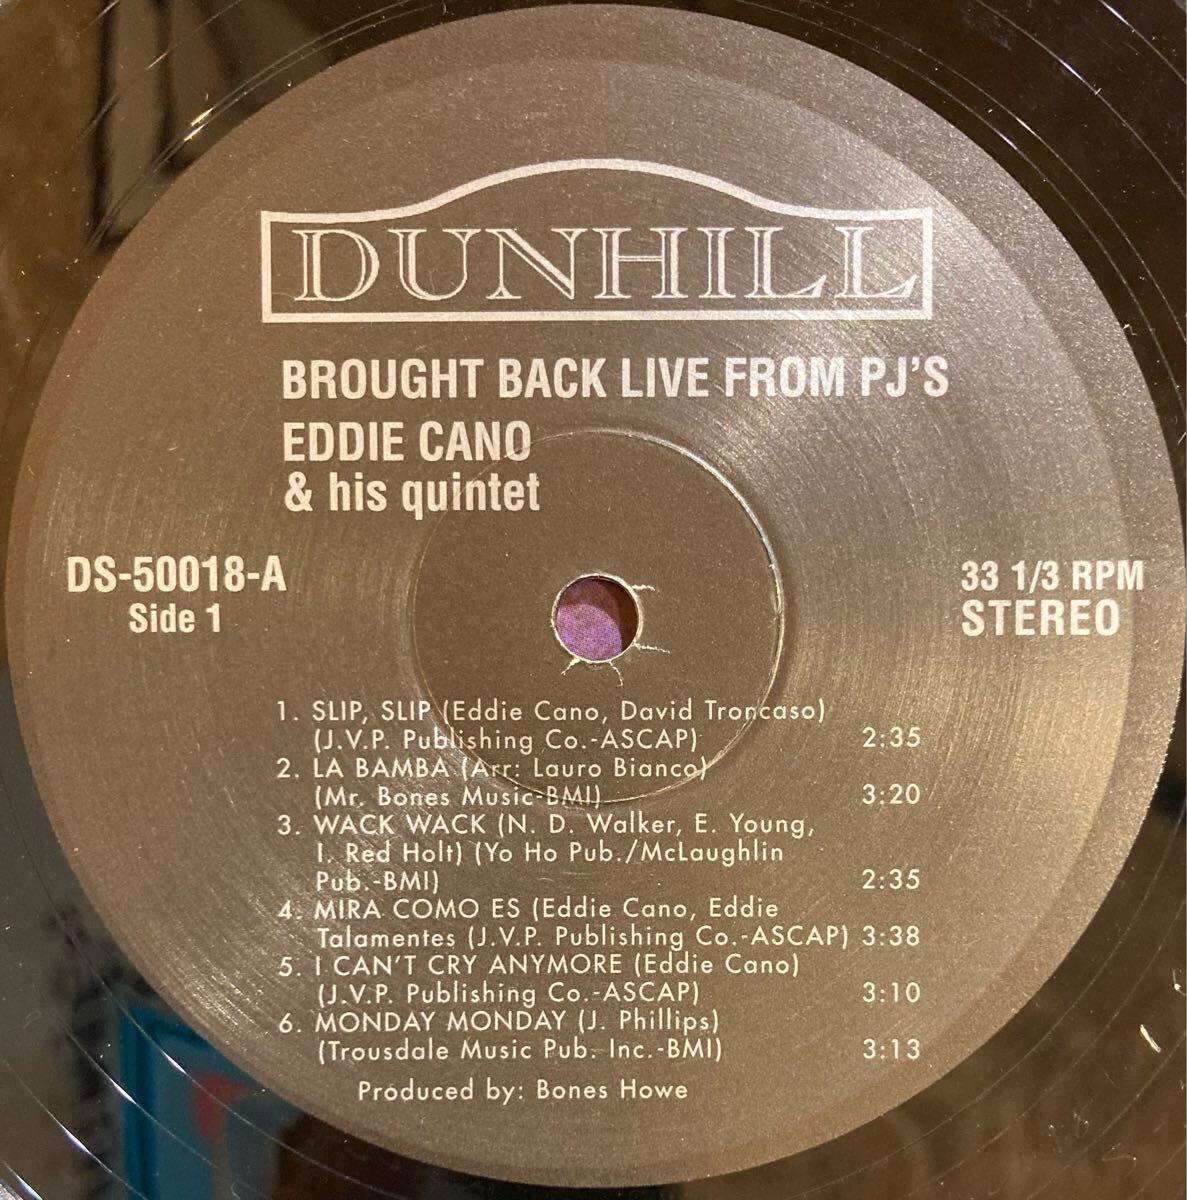 DUNHILL
BROUGHT BACK LIVE FROM PJ'S
EDDIE CANO
& his quintet
DS-50018-A
Side 1
33 1/3 RPM
STEREO
1. SLIP, SLIP (Eddie Cano, David Troncaso)
(J.V.P. Publishing Co.-ASCAP) 2:35
2. LA BAMBA (Arr: Lauro Bianco)
(Mr. Bones Music-BMI) 3:20
3. WACK WACK (N. D. Walker, E. Young,
I. Red Holt) (Yo Ho Pub./McLaughlin
Pub.-BMI) 2:35
4. MIRA COMO ES (Eddie Cano, Eddie
Talamentes (J.V.P. Publishing Co.-ASCAP) 3:38
5. I CAN'T CRY ANYMORE (Eddie Cano)
(J.V.P. Publishing Co.-ASCAP) 3:10
6. MONDAY MONDAY (J. Phillips)
(Trousdale Music Pub. Inc.-BMI) 3:13
Produced by: Bones Howe